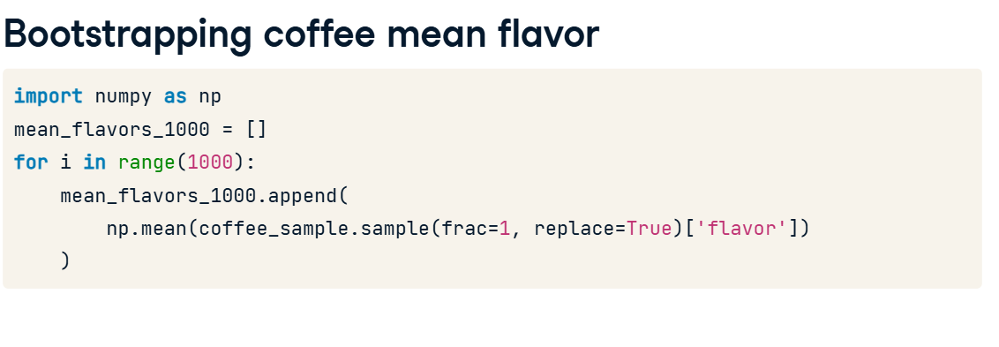 Bootstrapping coffee mean flavor
import numpy as np
mean_flavors_1000 = []
for i in range(1000):
    mean_flavors_1000.append(
        np.mean(coffee_sample.sample(frac=1, replace=True)['flavor'])
    )